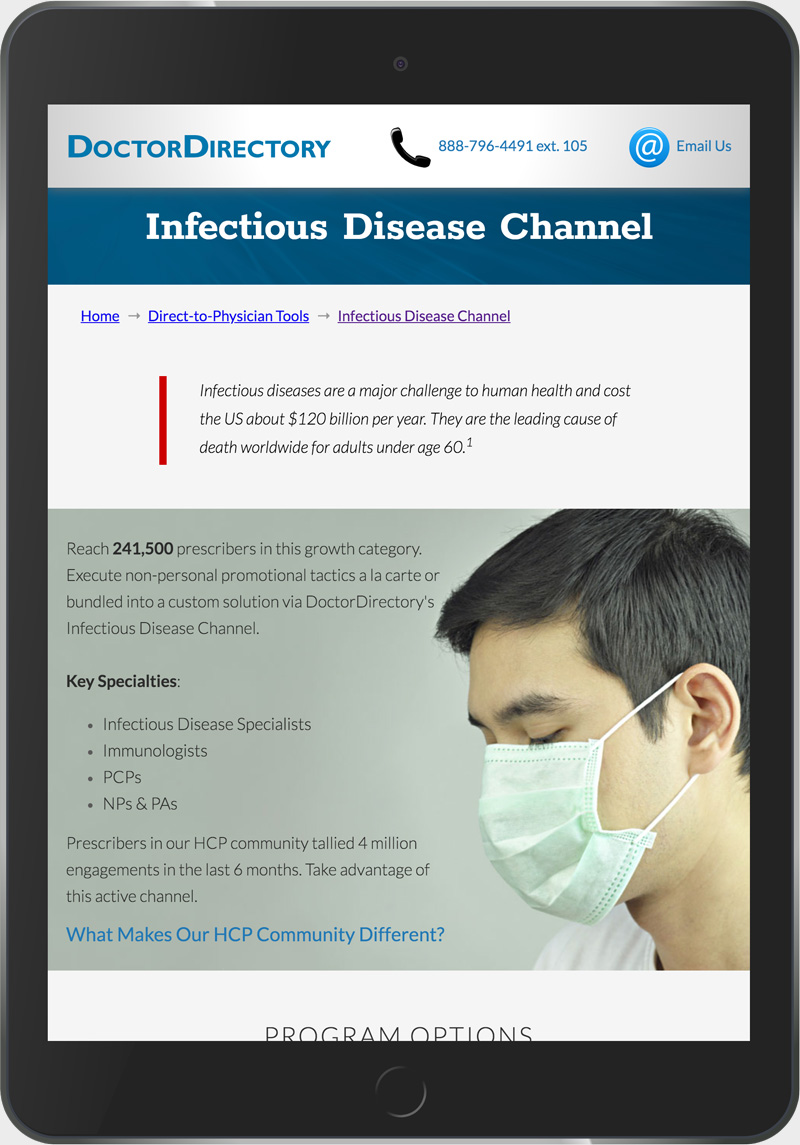 DOCTORDIRECTORY
888-796-4491 ext. 105
@ Email Us
Infectious Disease Channel
Home → Direct-to-Physician Tools → Infectious Disease Channel
Infectious diseases are a major challenge to human health and cost
the US about $120 billion per year. They are the leading cause of
death worldwide for adults under age 60.¹
Reach 241,500 prescribers in this growth category.
Execute non-personal promotional tactics a la carte or
bundled into a custom solution via DoctorDirectory's
Infectious Disease Channel.
Key Specialties:
• Infectious Disease Specialists
• Immunologists
• PCPs
• NPs & PAs
Prescribers in our HCP community tallied 4 million
engagements in the last 6 months. Take advantage of
this active channel.
What Makes Our HCP Community Different?
PROGRAM OPTIONS